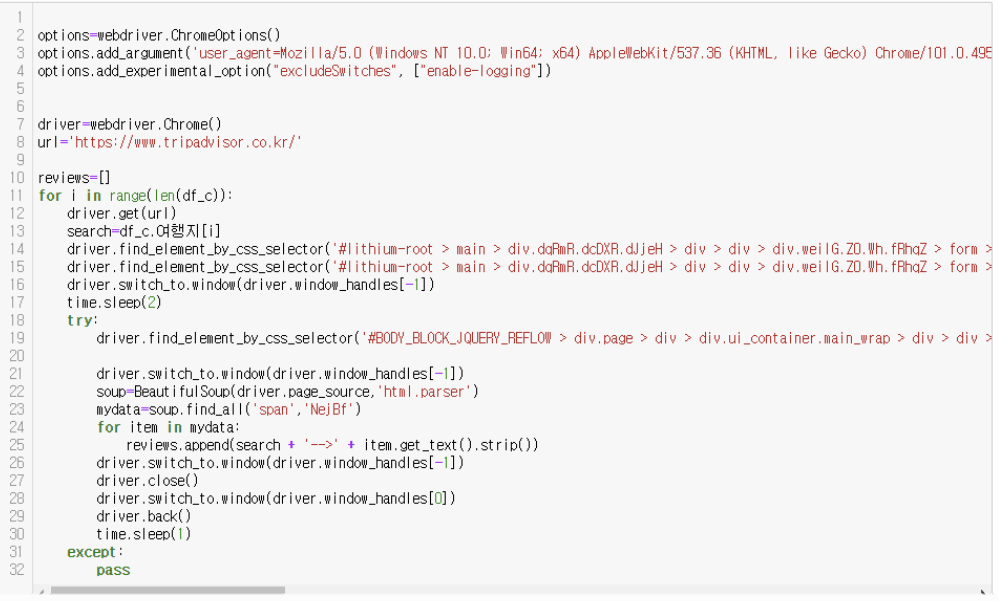 1
2 options=webdriver.ChromeOptions()
3 options.add_argument('user_agent=Mozilla/5.0 (Windows NT 10.0; Win64; x64) AppleWebKit/537.36 (KHTML, like Gecko) Chrome/101.0.495
4 options.add_experimental_option("excludeSwitches", ["enable-logging"])
5
6
7 driver=webdriver.Chrome()
8 url='https://www.tripadvisor.co.kr/'
9
10 reviews=[]
11 for i in range(len(df_c)):
12     driver.get(url)
13     search=df_c.여행지[i]
14     driver.find_element_by_css_selector('#lithium-root > main > div.dqRmR.dcDXR.dJjeH > div > div > div.weiIG.Z0.Wh.fRhqZ > form >
15     driver.find_element_by_css_selector('#lithium-root > main > div.dqRmR.dcDXR.dJjeH > div > div > div.weiIG.Z0.Wh.fRhqZ > form >
16     driver.switch_to.window(driver.window_handles[-1])
17     time.sleep(2)
18     try:
19         driver.find_element_by_css_selector('#BODY_BLOCK_JQUERY_REFLOW > div.page > div > div.ui_container.main_wrap > div > div >
20
21         driver.switch_to.window(driver.window_handles[-1])
22         soup=BeautifulSoup(driver.page_source,'html.parser')
23         mydata=soup.find_all('span','NejBf')
24         for item in mydata:
25             reviews.append(search + '-->' + item.get_text().strip())
26         driver.switch_to.window(driver.window_handles[-1])
27         driver.close()
28         driver.switch_to.window(driver.window_handles[0])
29         driver.back()
30         time.sleep(1)
31     except:
32         pass